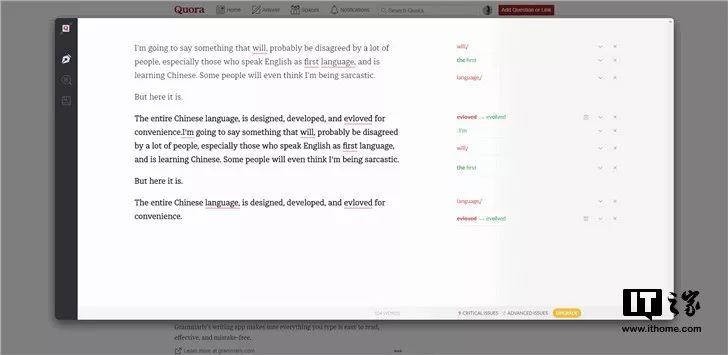 Quora
Home
Answer
Spaces
Notifications
Search Quora
Add Question or Link
I'm going to say something that will, probably be disagreed by a lot of
people, especially those who speak English as first language, and is
learning Chinese. Some people will even think I'm being sarcastic.
But here it is.
The entire Chinese language, is designed, developed, and evloved for
convenience.I'm going to say something that will, probably be disagreed
by a lot of people, especially those who speak English as first language,
and is learning Chinese. Some people will even think I'm being sarcastic.
But here it is.
The entire Chinese language, is designed, developed, and evloved for
convenience.
will,
the first
language,
evloved → evolved
. I'm
will,
the first
language,
evloved → evolved
104 WORDS
9 CRITICAL ISSUES
ADVANCED ISSUES
UPGRADE
Grammarly's writing app makes sure everything you type is easy to read,
effective, and mistake-free.
Learn more at grammarly.com
IT之家
www.ithome.com